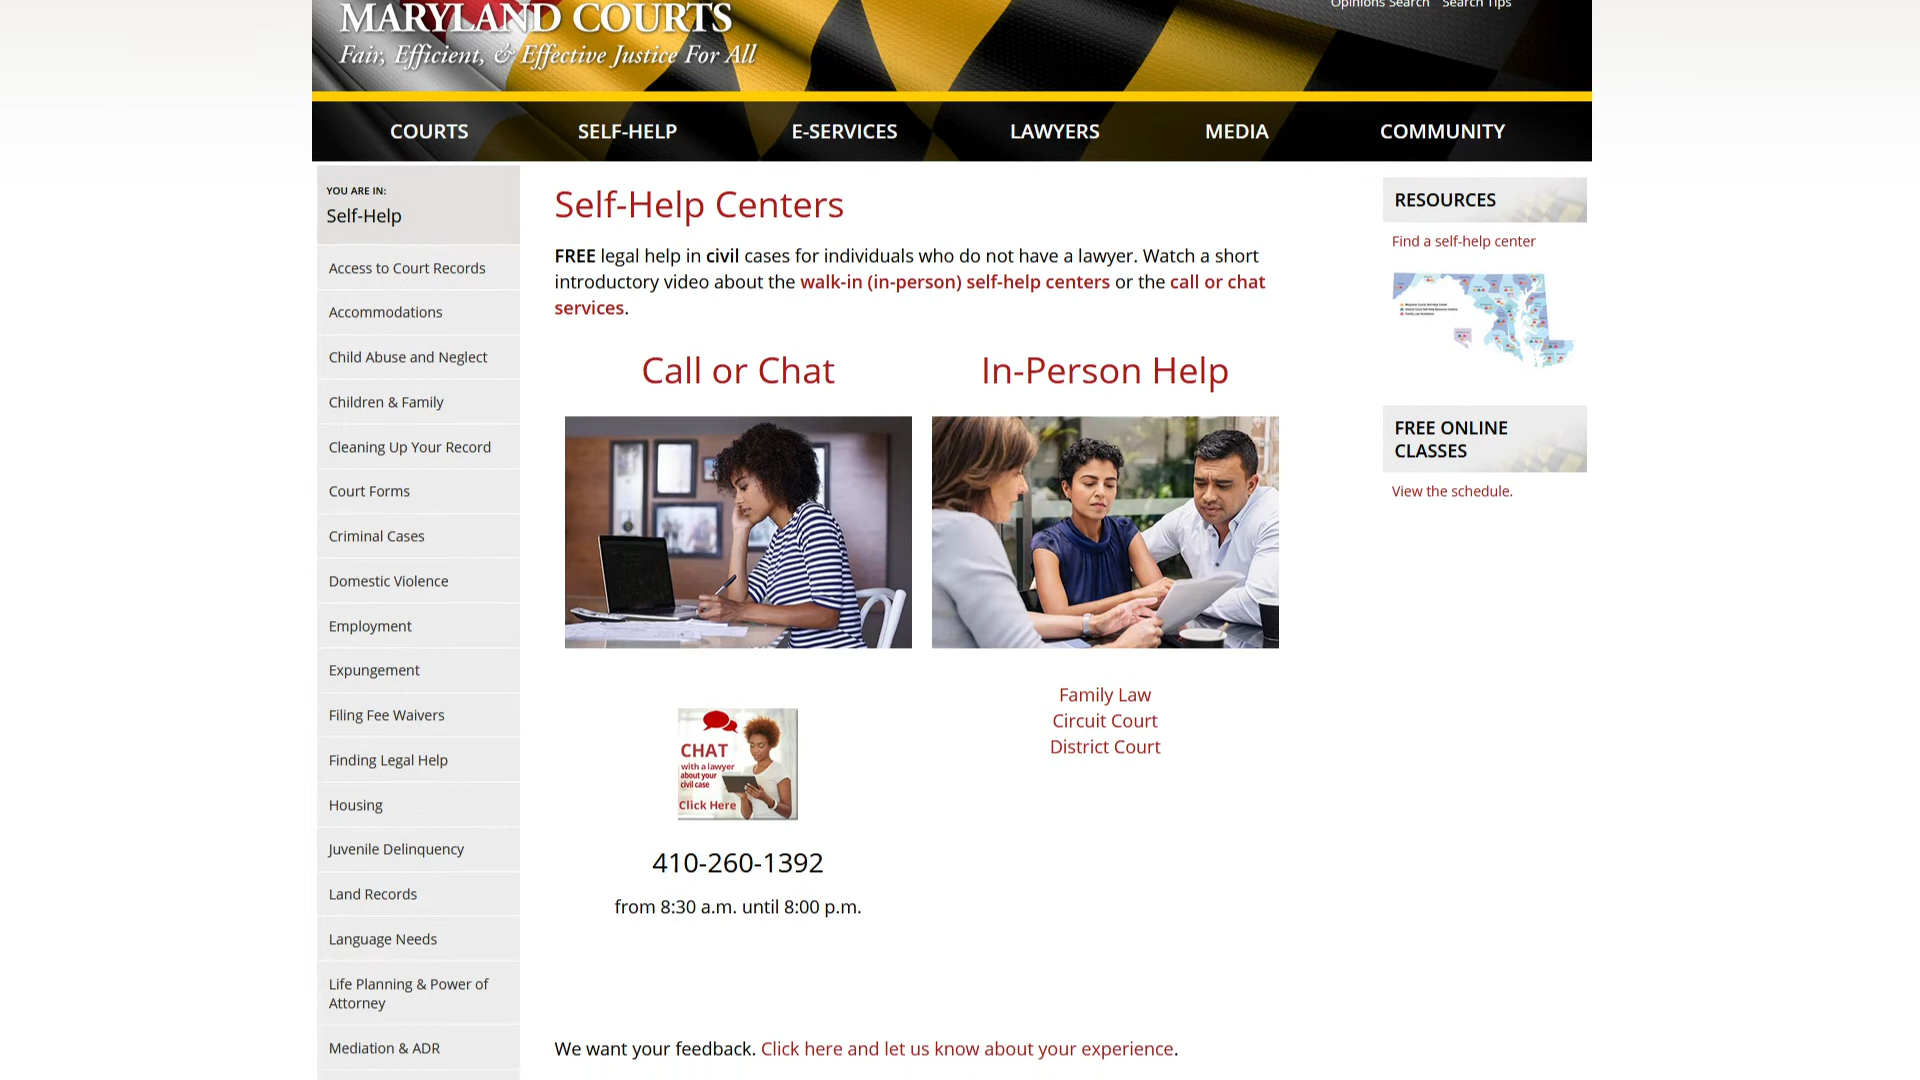 Opinions Search Search Tips
MARYLAND COURTS
Fair, Efficient, & Effective Justice For All
COURTS SELF-HELP E-SERVICES LAWYERS MEDIA COMMUNITY
YOU ARE IN:
Self-Help
Access to Court Records
Accommodations
Child Abuse and Neglect
Children & Family
Cleaning Up Your Record
Court Forms
Criminal Cases
Domestic Violence
Employment
Expungement
Filing Fee Waivers
Finding Legal Help
Housing
Juvenile Delinquency
Land Records
Language Needs
Life Planning & Power of
Attorney
Mediation & ADR
Self-Help Centers
FREE legal help in civil cases for individuals who do not have a lawyer. Watch a short
introductory video about the walk-in (in-person) self-help centers or the call or chat
services.
Call or Chat
CHAT
with a lawyer
about your
civil case
Click Here
410-260-1392
from 8:30 a.m. until 8:00 p.m.
In-Person Help
Family Law
Circuit Court
District Court
We want your feedback. Click here and let us know about your experience.
RESOURCES
Find a self-help center
FREE ONLINE
CLASSES
View the schedule.